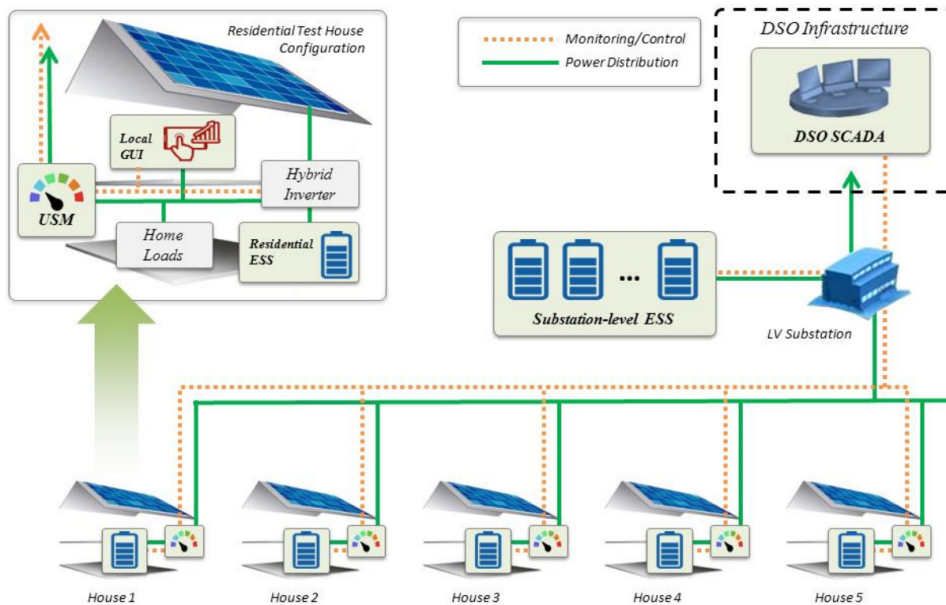 Residential Test House
Configuration
Local
GUI
USM
Hybrid
Inverter
Home
Loads
Residential
ESS
Monitoring/Control
Power Distribution
DSO Infrastructure
DSO SCADA
...
Substation-level ESS
LV Substation
House 1
House 2
House 3
House 4
House 5